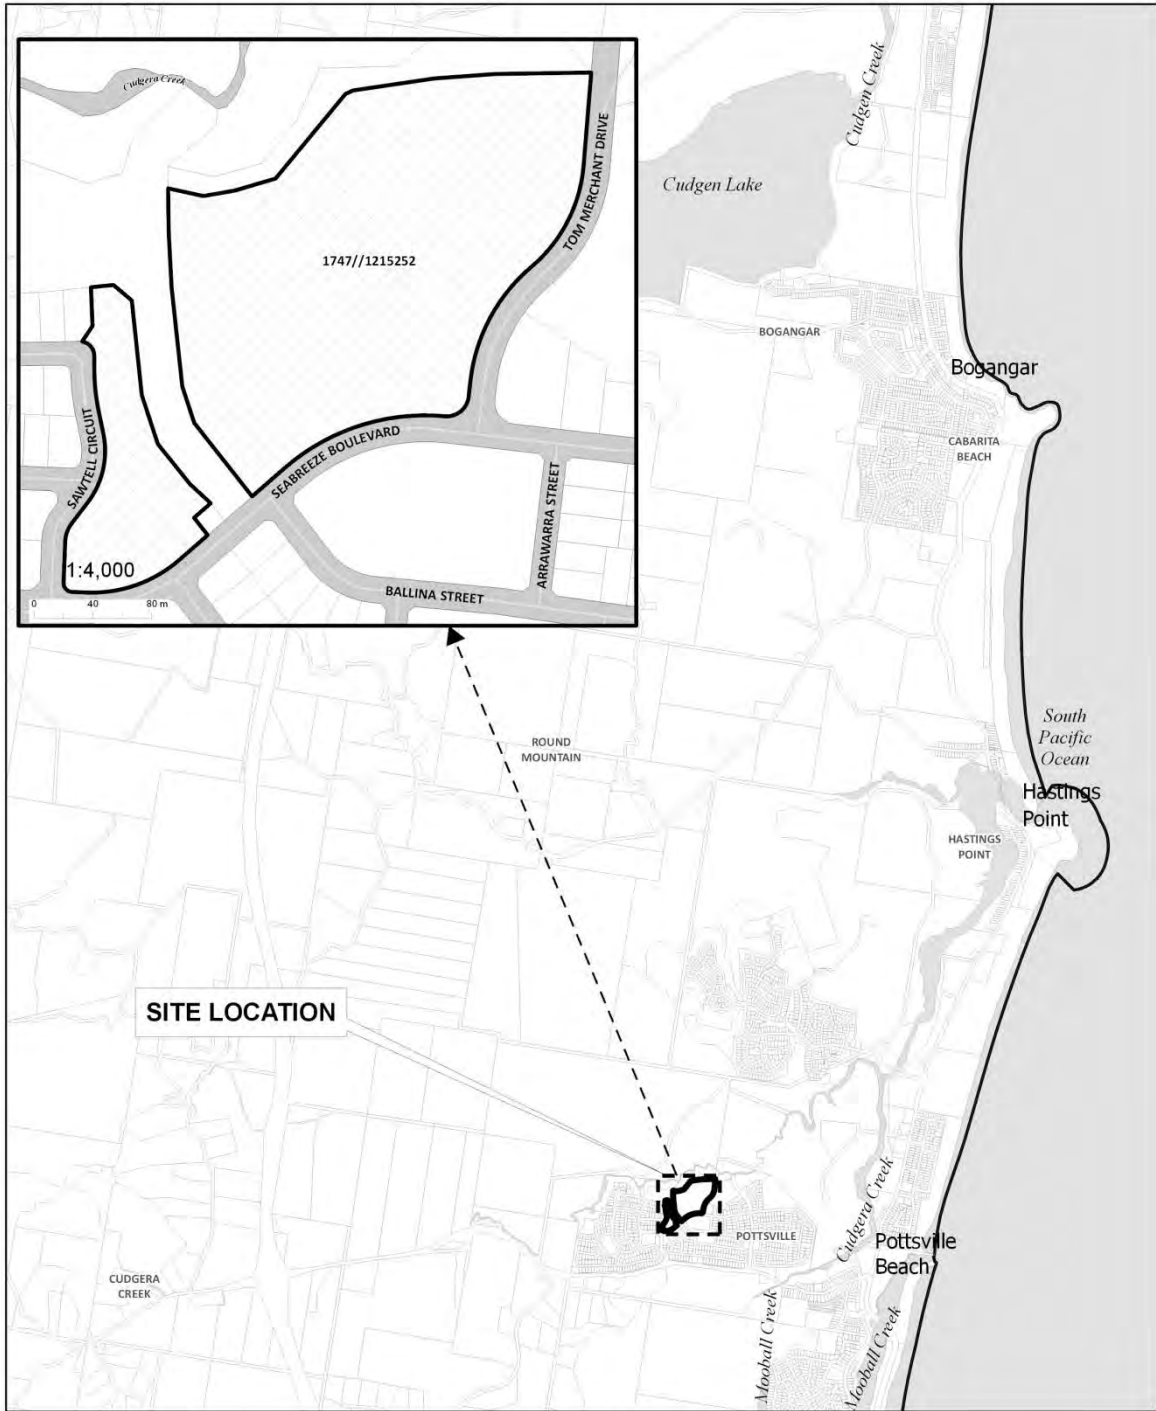 Cudgera Creek
TOM MERCHANT DRIVE
1747//1215252
SAWTELL CIRCUIT
SEABREEZE BOULEVARD
ARRAWARRA STREET
BALLINA STREET
1:4,000
0 40 80 m
Cudgen Creek
Cudgen Lake
BOGANGAR
Bogangar
CABARITA
BEACH
South
Pacific
Ocean
ROUND
MOUNTAIN
Hastings
Point
HASTINGS
POINT
SITE LOCATION
Cudgera Creek
POTTSVILLE
Pottsville
Beach
CUDGERA
CREEK
Mooball Creek
Mooball Creek